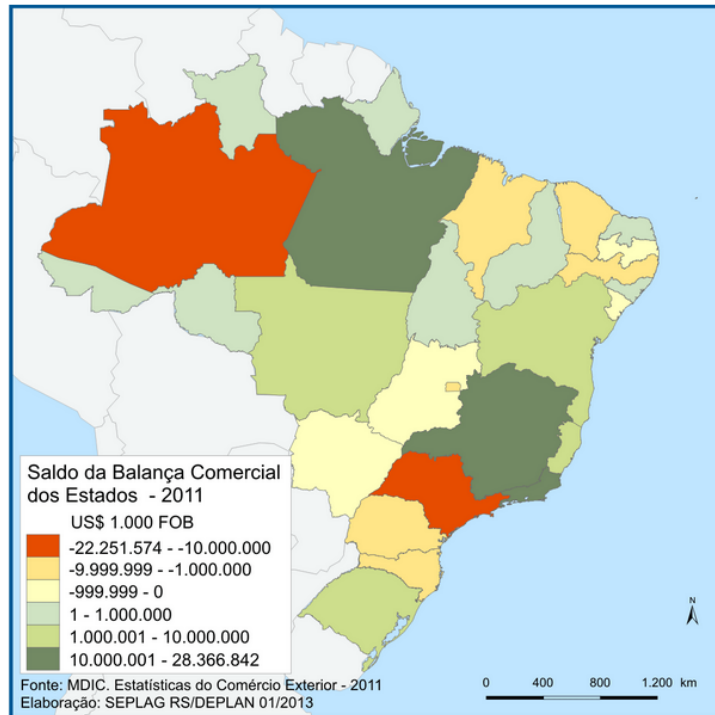 Saldo da Balança Comercial
dos Estados - 2011
US$ 1.000 FOB
-22.251.574 - -10.000.000
-9.999.999 - -1.000.000
-999.999 - 0
1 - 1.000.000
1.000.001 - 10.000.000
10.000.001 - 28.366.842
N
Fonte: MDIC. Estatísticas do Comércio Exterior - 2011
Elaboração: SEPLAG RS/DEPLAN 01/2013
0 400 800 1.200 km